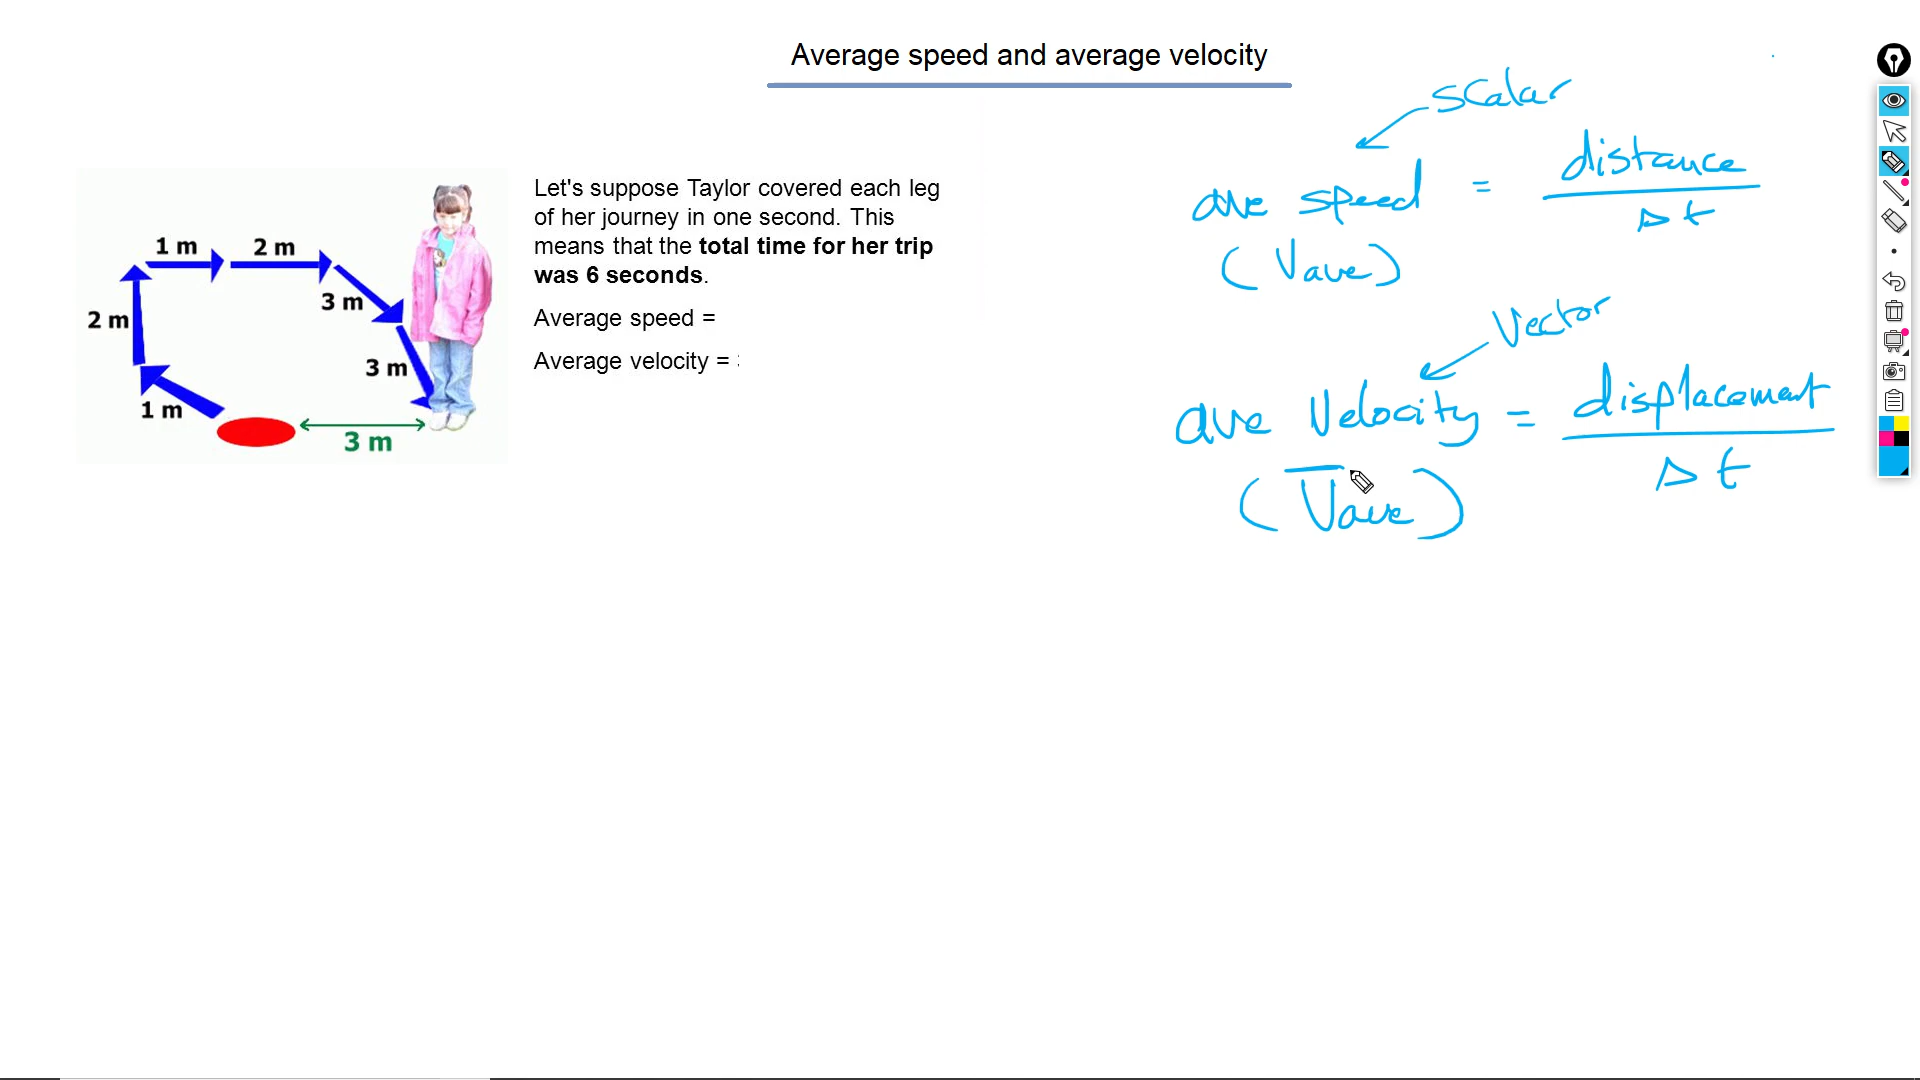 Average speed and average velocity
scalar
ave speed = distance
Δt
(Vave)
Let's suppose Taylor covered each leg
of her journey in one second. This
means that the total time for her trip
was 6 seconds.
Average speed =
Average velocity =
1 m
2 m
3 m
2 m
3 m
1 m
3 m
Vector
ave Velocity = displacement
Δt
(Vave)